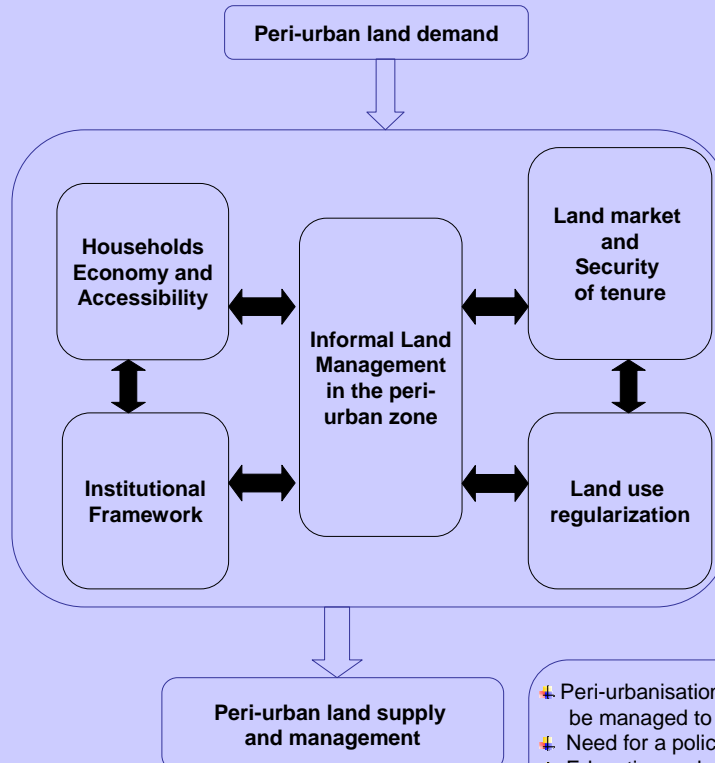 Peri-urban land demand
Households
Economy and
Accessibility
Informal Land
Management
in the peri-
urban zone
Land market
and
Security
of tenure
Institutional
Framework
Land use
regularization
Peri-urban land supply
and management
Peri-urbanisation
be managed to
Need for a polic